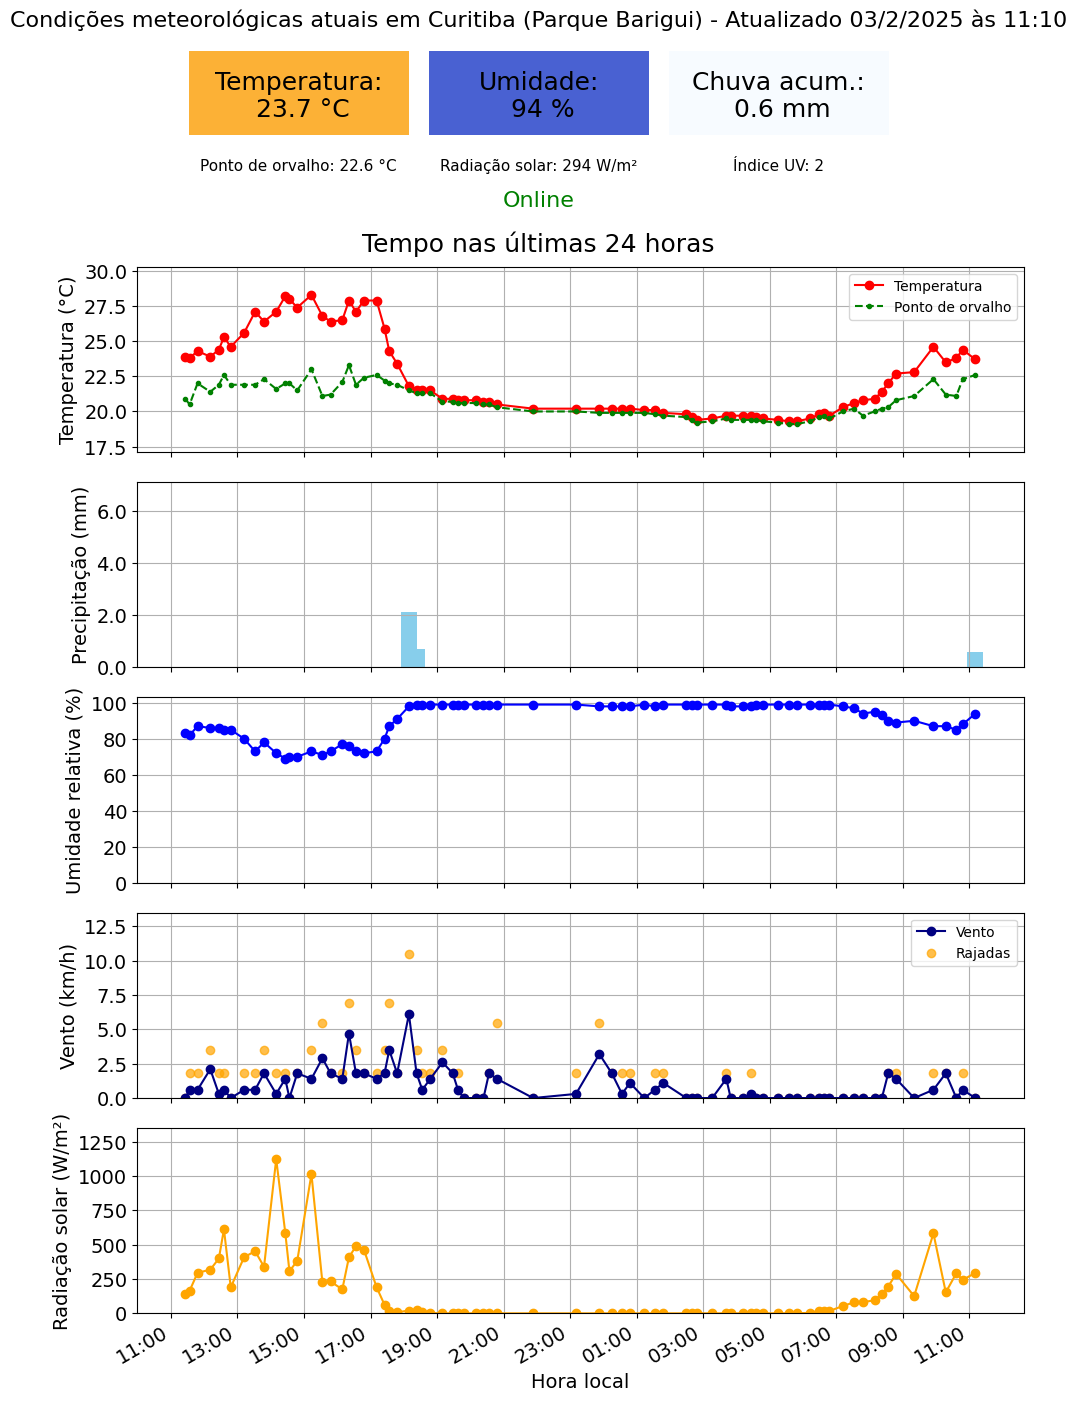 Condições meteorológicas atuais em Curitiba (Parque Barigui) - Atualizado 03/2/2025 às 11:10
Temperatura:
23.7 °C
Umidade:
94 %
Chuva acum.:
0.6 mm
Ponto de orvalho: 22.6 °C
Radiação solar: 294 W/m²
Índice UV: 2
Online
Tempo nas últimas 24 horas
Temperatura (°C)
30.0
27.5
25.0
22.5
20.0
17.5
Temperatura
Ponto de orvalho
Precipitação (mm)
6.0
4.0
2.0
0.0
Umidade relativa (%)
100
80
60
40
20
0
Vento (km/h)
12.5
10.0
7.5
5.0
2.5
0.0
Vento
Rajadas
Radiação solar (W/m²)
1250
1000
750
500
250
0
11:00
13:00
15:00
17:00
19:00
21:00
23:00
01:00
03:00
05:00
07:00
09:00
11:00
Hora local